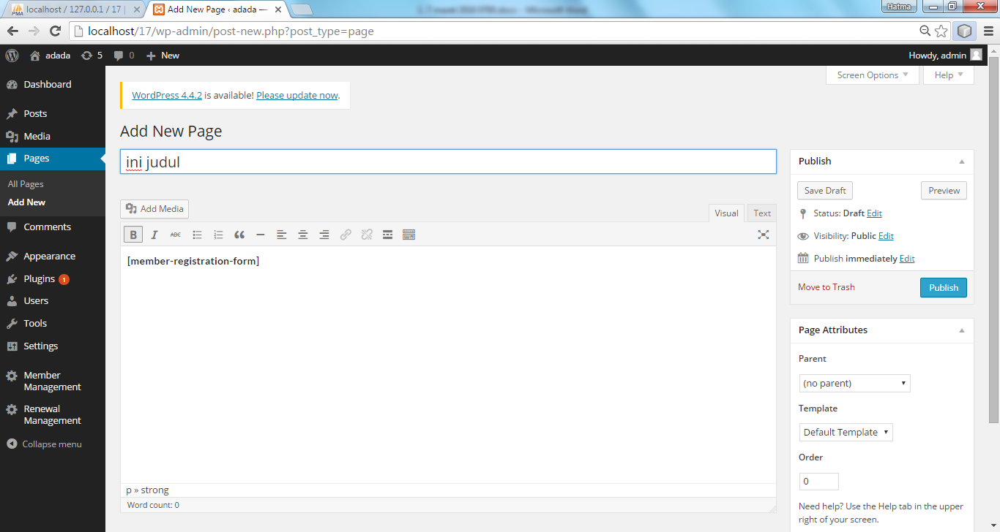 localhost / 127.0.0.1 / 17 |
Add New Page ‹ adada —
Hatma
localhost/17/wp-admin/post-new.php?post_type=page
adada 5 0 New
Howdy, admin
Screen Options Help
WordPress 4.4.2 is available! Please update now.
Add New Page
ini judul
Dashboard
Posts
Media
Pages
All Pages
Add New
Comments
Appearance
Plugins 1
Users
Tools
Settings
Member
Management
Renewal
Management
Collapse menu
Add Media
Visual Text
B I ABC
[member-registration-form]
p » strong
Word count: 0
Publish
Save Draft Preview
Status: Draft Edit
Visibility: Public Edit
Publish immediately Edit
Move to Trash Publish
Page Attributes
Parent
(no parent)
Template
Default Template
Order
0
Need help? Use the Help tab in the upper
right of your screen.